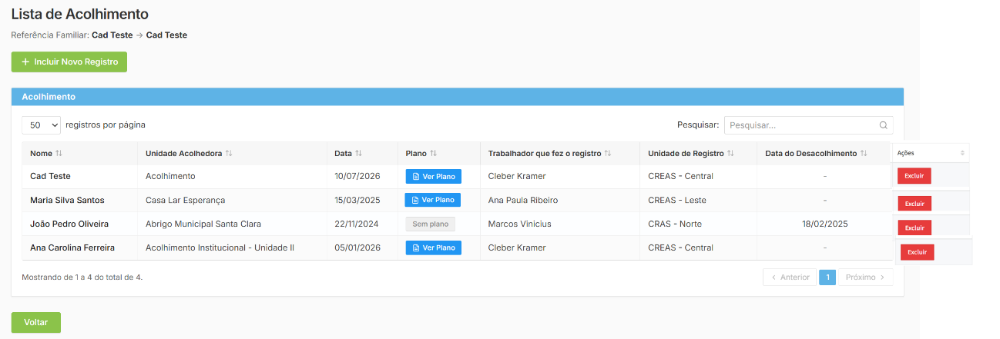 Lista de Acolhimento
Referência Familiar: Cad Teste → Cad Teste
+ Incluir Novo Registro
Acolhimento
50 registros por página Pesquisar: Pesquisar...
Nome Unidade Acolhedora Data Plano Trabalhador que fez o registro Unidade de Registro Data do Desacolhimento Ações
Cad Teste Acolhimento 10/07/2026 Ver Plano Cleber Kramer CREAS - Central - Excluir
Maria Silva Santos Casa Lar Esperança 15/03/2025 Ver Plano Ana Paula Ribeiro CREAS - Leste - Excluir
João Pedro Oliveira Abrigo Municipal Santa Clara 22/11/2024 Sem plano Marcos Vinicius CRAS - Norte 18/02/2025 Excluir
Ana Carolina Ferreira Acolhimento Institucional - Unidade II 05/01/2026 Ver Plano Cleber Kramer CREAS - Central - Excluir
Mostrando de 1 a 4 do total de 4. ‹ Anterior 1 Próximo ›
Voltar